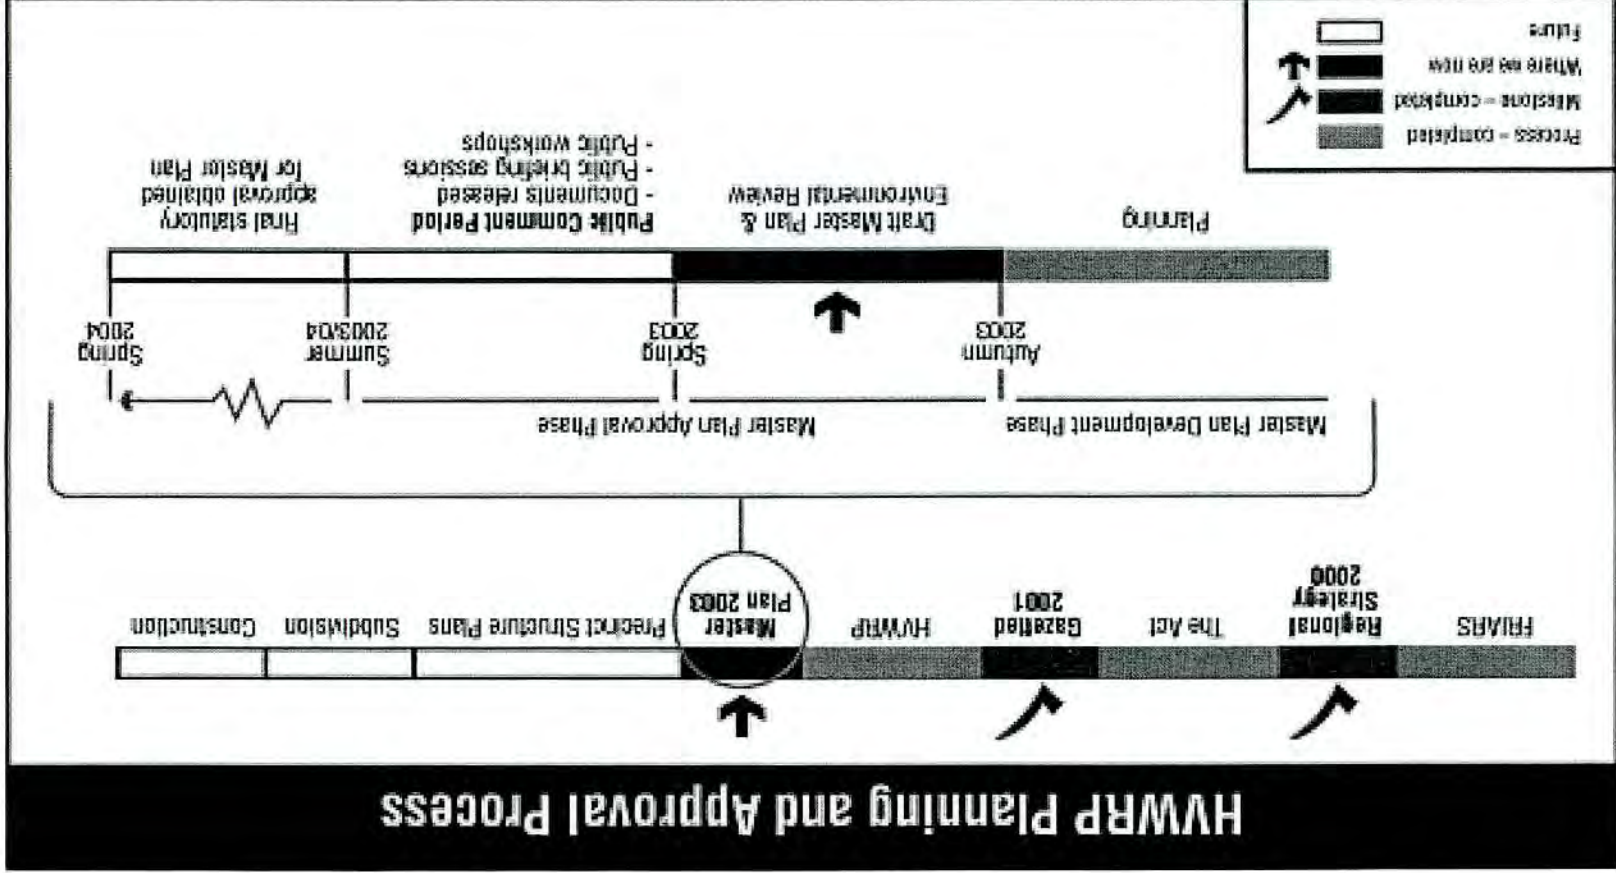 HVWRP Planning and Approval Process
FRIARS
Regional
Strategy
2000
The Act
Gazetted
2001
HVWRP
Master
Plan 2003
Precinct Structure Plans
Subdivision
Construction
Master Plan Development Phase
Master Plan Approval Phase
Autumn
2003
Spring
2003
Summer
2003/04
Spring
2004
Planning
Draft Master Plan &
Environmental Review
Public Comment Period
- Documents released
- Public briefing sessions
- Public workshops
Final statutory
approval obtained
for Master Plan
Process – completed
Milestone – completed
Where we are now
Future